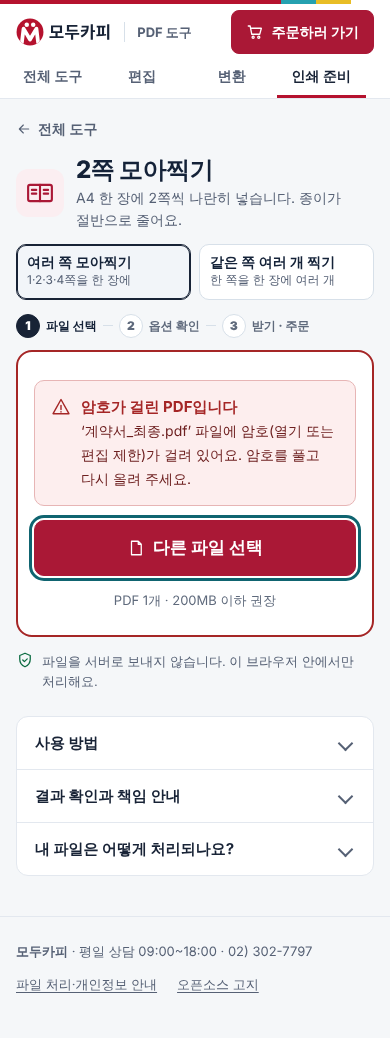 모두카피 PDF 도구 주문하러 가기
전체 도구 편집 변환 인쇄 준비
← 전체 도구
2쪽 모아찍기
A4 한 장에 2쪽씩 나란히 넣습니다. 종이가
절반으로 줄어요.
여러 쪽 모아찍기
1·2·3·4쪽을 한 장에
같은 쪽 여러 개 찍기
한 쪽을 한 장에 여러 개
1 파일 선택 2 옵션 확인 3 받기 · 주문
암호가 걸린 PDF입니다
‘계약서_최종.pdf’ 파일에 암호(열기 또는
편집 제한)가 걸려 있어요. 암호를 풀고
다시 올려 주세요.
다른 파일 선택
PDF 1개 · 200MB 이하 권장
파일을 서버로 보내지 않습니다. 이 브라우저 안에서만
처리해요.
사용 방법
결과 확인과 책임 안내
내 파일은 어떻게 처리되나요?
모두카피 · 평일 상담 09:00~18:00 · 02) 302-7797
파일 처리·개인정보 안내 오픈소스 고지